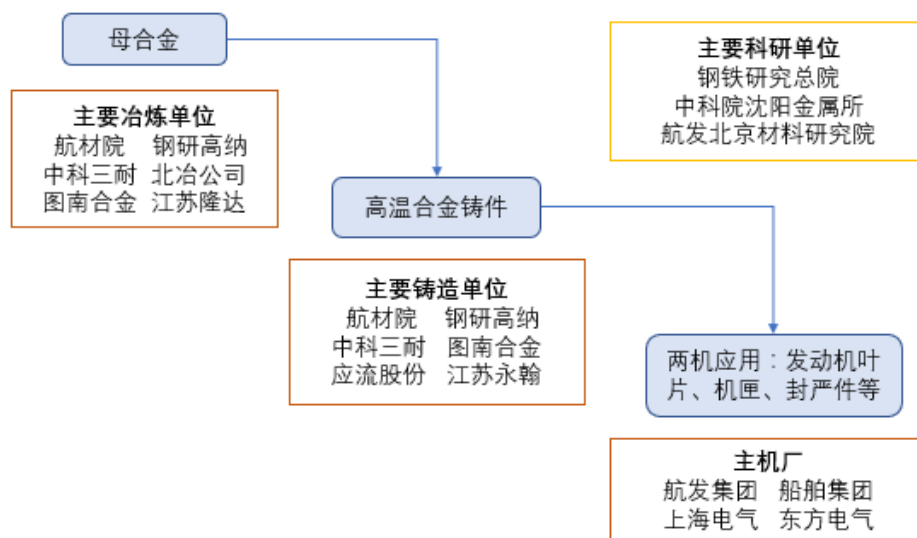 母合金
主要冶炼单位
航材院 钢研高纳
中科三耐 北冶公司
图南合金 江苏隆达
主要科研单位
钢铁研究总院
中科院沈阳金属所
航发北京材料研究院
高温合金铸件
主要铸造单位
航材院 钢研高纳
中科三耐 图南合金
应流股份 江苏永瀚
两机应用：发动机叶
片、机匣、封严件等
主机厂
航发集团 船舶集团
上海电气 东方电气